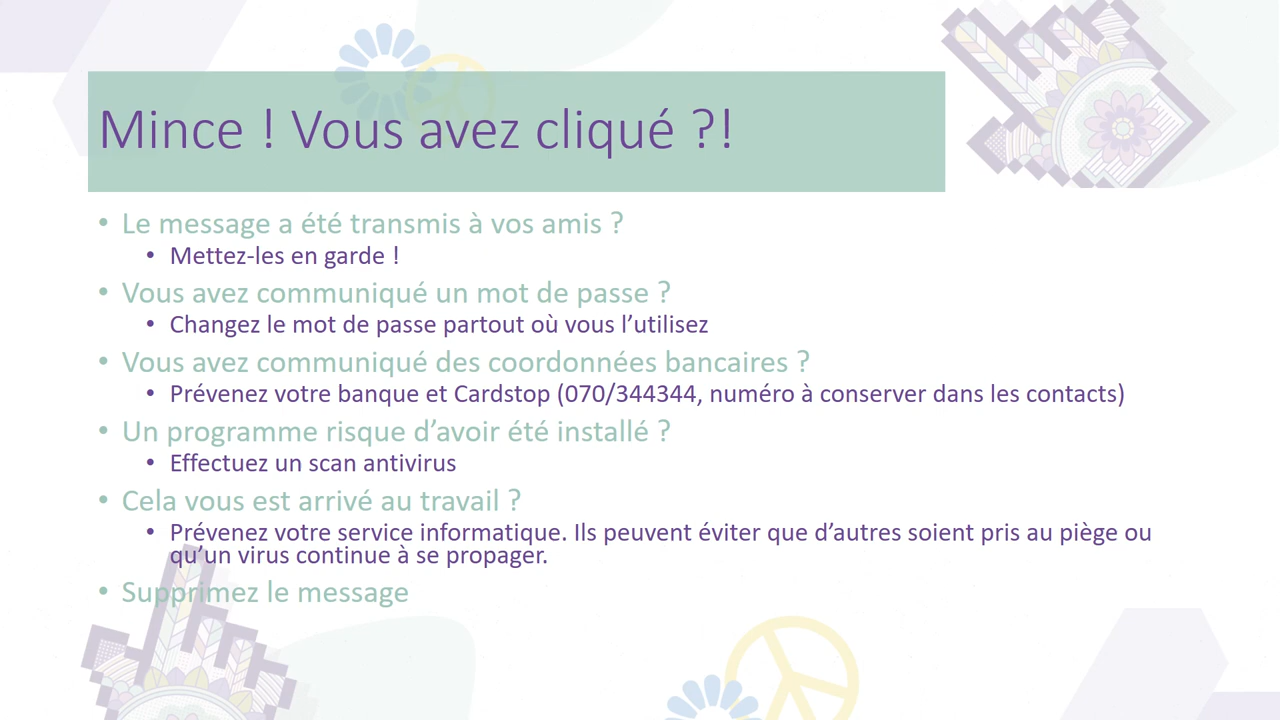 Mince ! Vous avez cliqué ?!
• Le message a été transmis à vos amis ?
• Mettez-les en garde !
• Vous avez communiqué un mot de passe ?
• Changez le mot de passe partout où vous l’utilisez
• Vous avez communiqué des coordonnées bancaires ?
• Prévenez votre banque et Cardstop (070/344344, numéro à conserver dans les contacts)
• Un programme risque d’avoir été installé ?
• Effectuez un scan antivirus
• Cela vous est arrivé au travail ?
• Prévenez votre service informatique. Ils peuvent éviter que d’autres soient pris au piège ou
qu’un virus continue à se propager.
• Supprimez le message